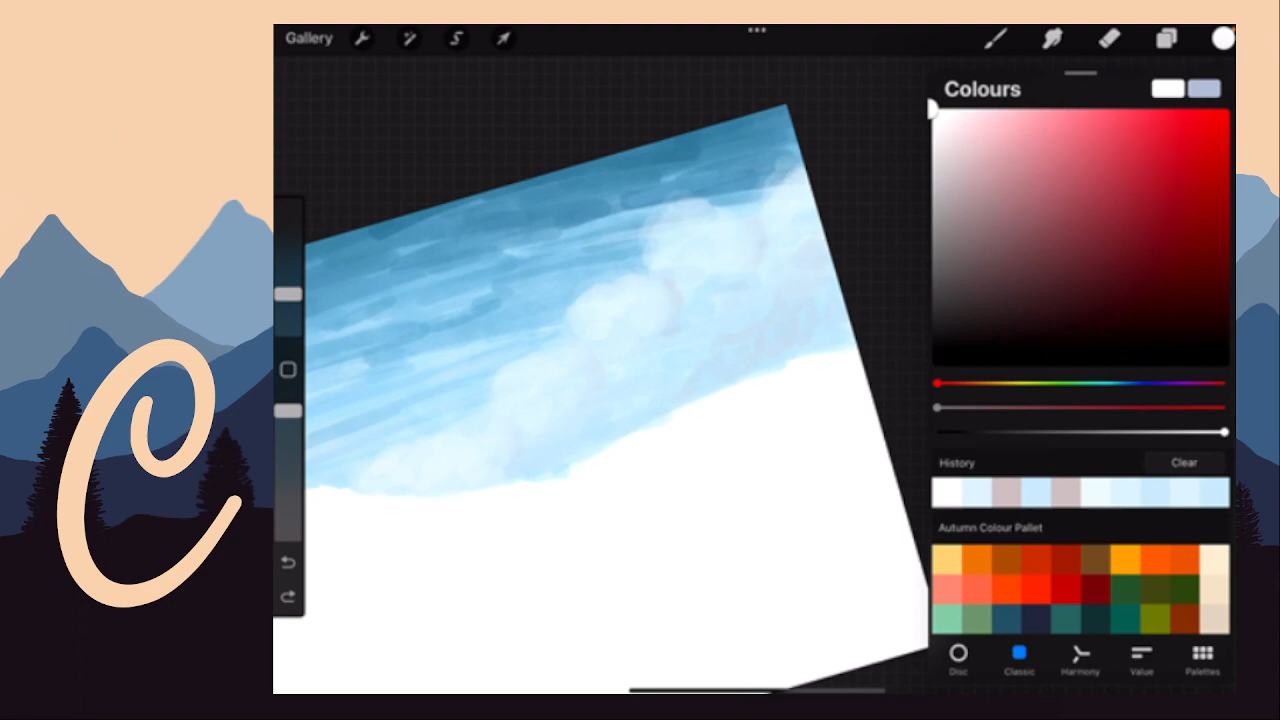 Gallery
Colours
History
Clear
Autumn Colour Pallet
Disc
Classic
Harmony
Value
Palettes
C